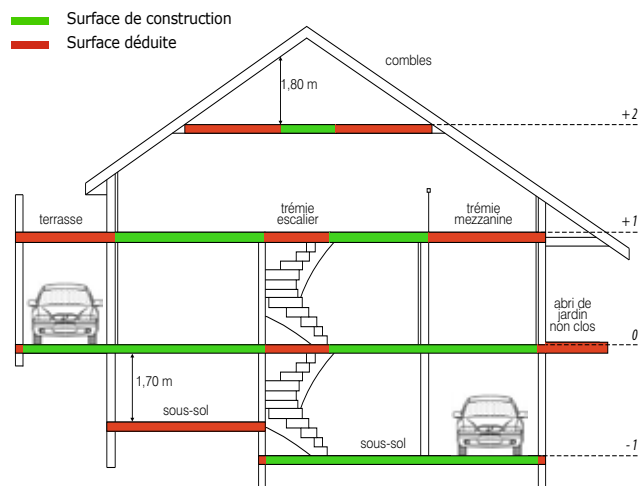 Surface de construction
Surface déduite
combles
1,80 m
+2
terrasse
trémie
escalier
trémie
mezzanine
+1
abri de
jardin
non clos
0
1,70 m
sous-sol
sous-sol
-1